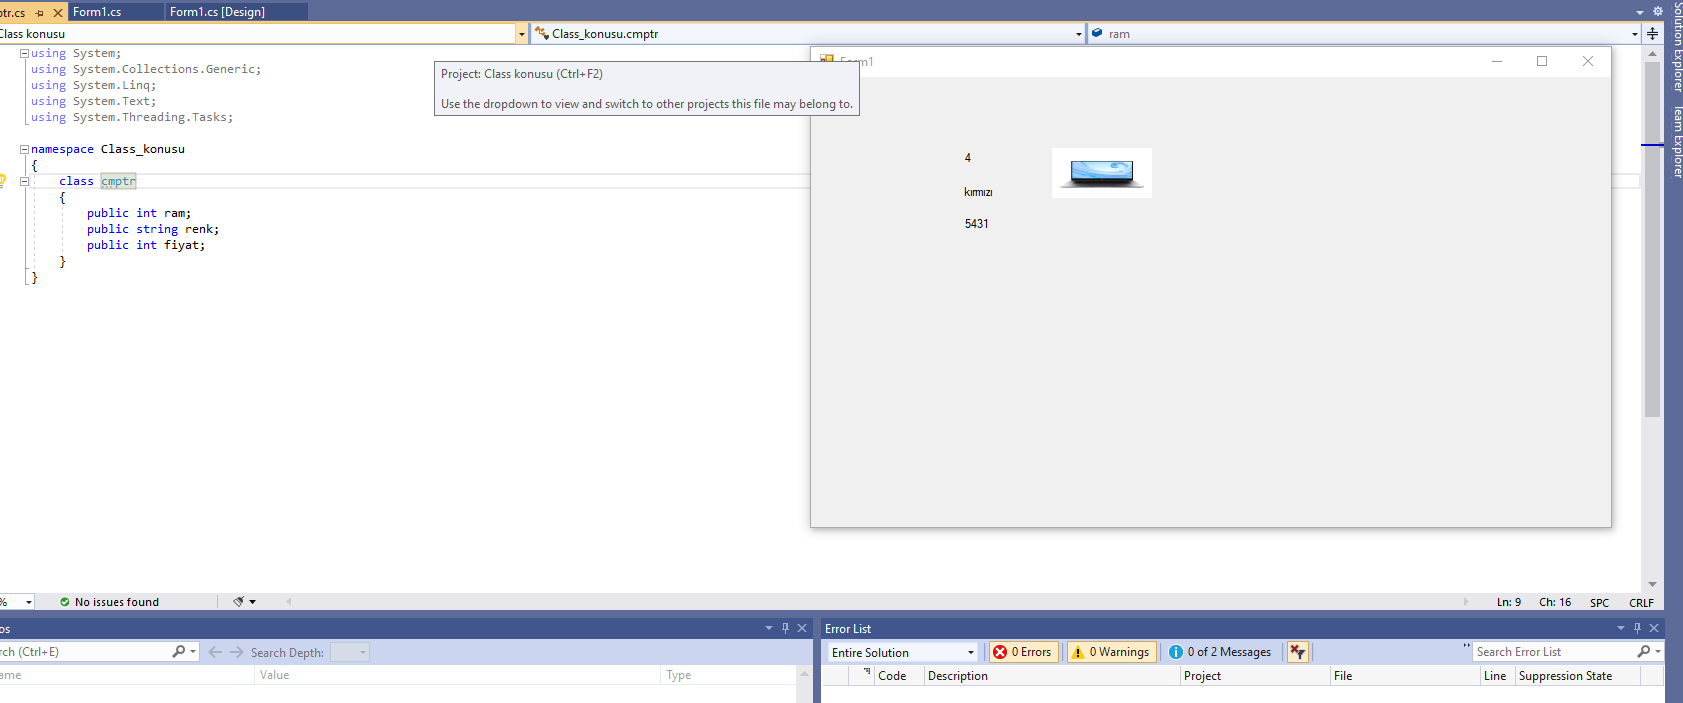 ptr.cs Form1.cs Form1.cs [Design]
Class konusu Class_konusu.cmptr ram
using System;
using System.Collections.Generic;
using System.Linq;
using System.Text;
using System.Threading.Tasks;
namespace Class_konusu
{
class cmptr
{
public int ram;
public string renk;
public int fiyat;
}
}
Project: Class konusu (Ctrl+F2)
Use the dropdown to view and switch to other projects this file may belong to.
Form1
4
kırmızı
5431
Solution Explorer
Team Explorer
% No issues found Ln: 9 Ch: 16 SPC CRLF
os
rch (Ctrl+E) Search Depth:
ame Value Type
Error List
Entire Solution 0 Errors 0 Warnings 0 of 2 Messages Search Error List
Code Description Project File Line Suppression State